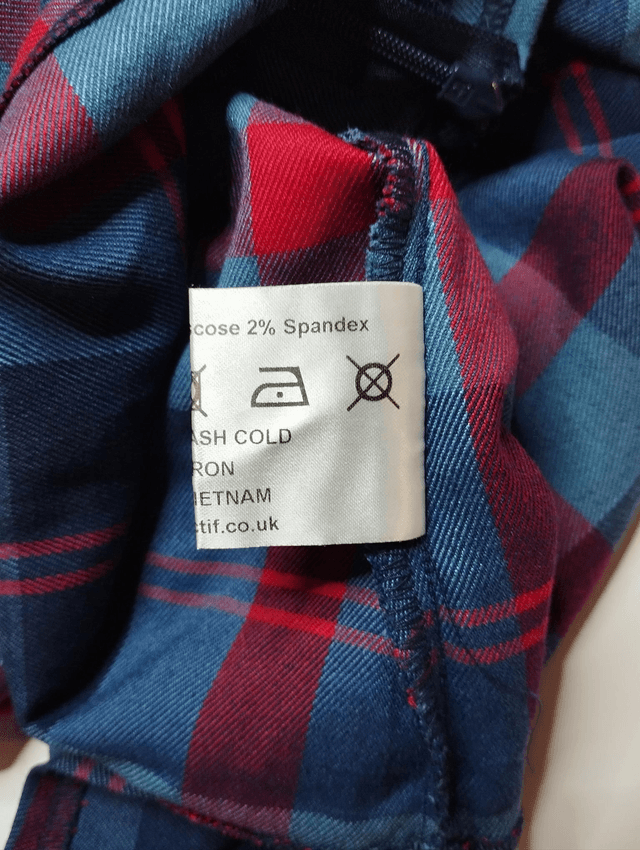 scose 2% Spandex
ASH COLD
RON
IETNAM
ctif.co.uk